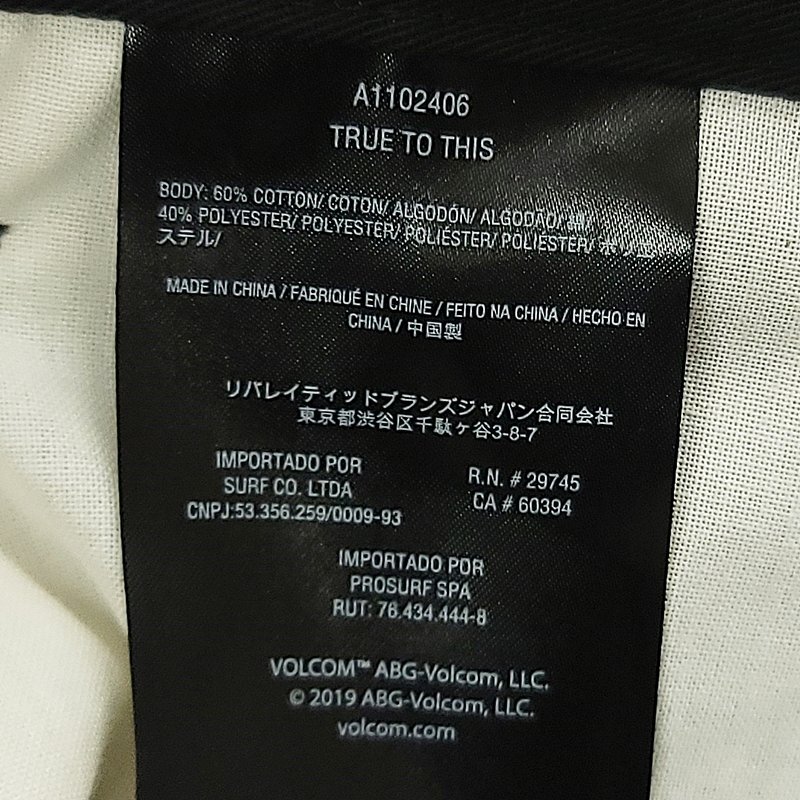 A1102406
TRUE TO THIS
BODY: 60% COTTON/ COTON/ ALGODÓN/ ALGODÃO/ 綿/
40% POLYESTER/ POLYESTER/ POLIÉSTER/ POLIÉSTER/ ポリエ
ステル/
MADE IN CHINA / FABRIQUÉ EN CHINE / FEITO NA CHINA / HECHO EN
CHINA / 中国製
リバレイティッドブランズジャパン合同会社
東京都渋谷区千駄ヶ谷3-8-7
IMPORTADO POR
SURF CO. LTDA
CNPJ:53.356.259/0009-93
R.N. # 29745
CA # 60394
IMPORTADO POR
PROSURF SPA
RUT: 76.434.444-8
VOLCOM™ ABG-Volcom, LLC.
© 2019 ABG-Volcom, LLC.
volcom.com